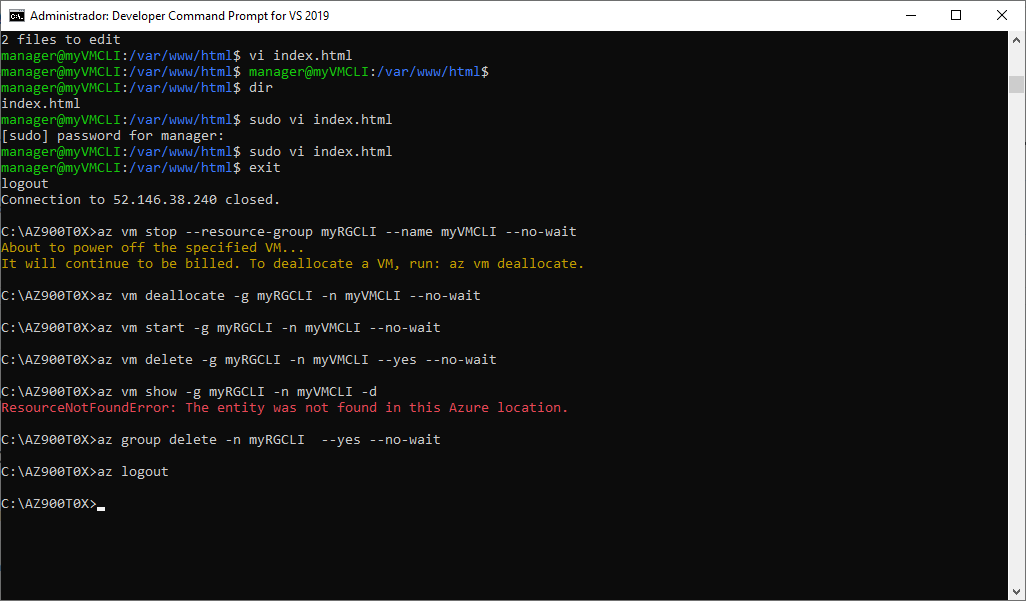 Administrador: Developer Command Prompt for VS 2019
2 files to edit
manager@myVMCLI:/var/www/html$ vi index.html
manager@myVMCLI:/var/www/html$ manager@myVMCLI:/var/www/html$
manager@myVMCLI:/var/www/html$ dir
index.html
manager@myVMCLI:/var/www/html$ sudo vi index.html
[sudo] password for manager:
manager@myVMCLI:/var/www/html$ sudo vi index.html
manager@myVMCLI:/var/www/html$ exit
logout
Connection to 52.146.38.240 closed.
C:\AZ900T0X>az vm stop --resource-group myRGCLI --name myVMCLI --no-wait
About to power off the specified VM...
It will continue to be billed. To deallocate a VM, run: az vm deallocate.
C:\AZ900T0X>az vm deallocate -g myRGCLI -n myVMCLI --no-wait
C:\AZ900T0X>az vm start -g myRGCLI -n myVMCLI --no-wait
C:\AZ900T0X>az vm delete -g myRGCLI -n myVMCLI --yes --no-wait
C:\AZ900T0X>az vm show -g myRGCLI -n myVMCLI -d
ResourceNotFoundError: The entity was not found in this Azure location.
C:\AZ900T0X>az group delete -n myRGCLI  --yes --no-wait
C:\AZ900T0X>az logout
C:\AZ900T0X>